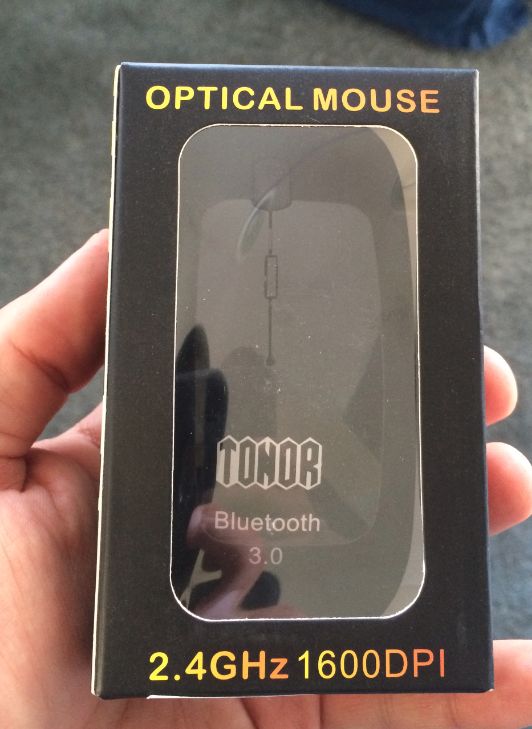 OPTICAL MOUSE
TONOR
Bluetooth
3.0
2.4GHz 1600DPI